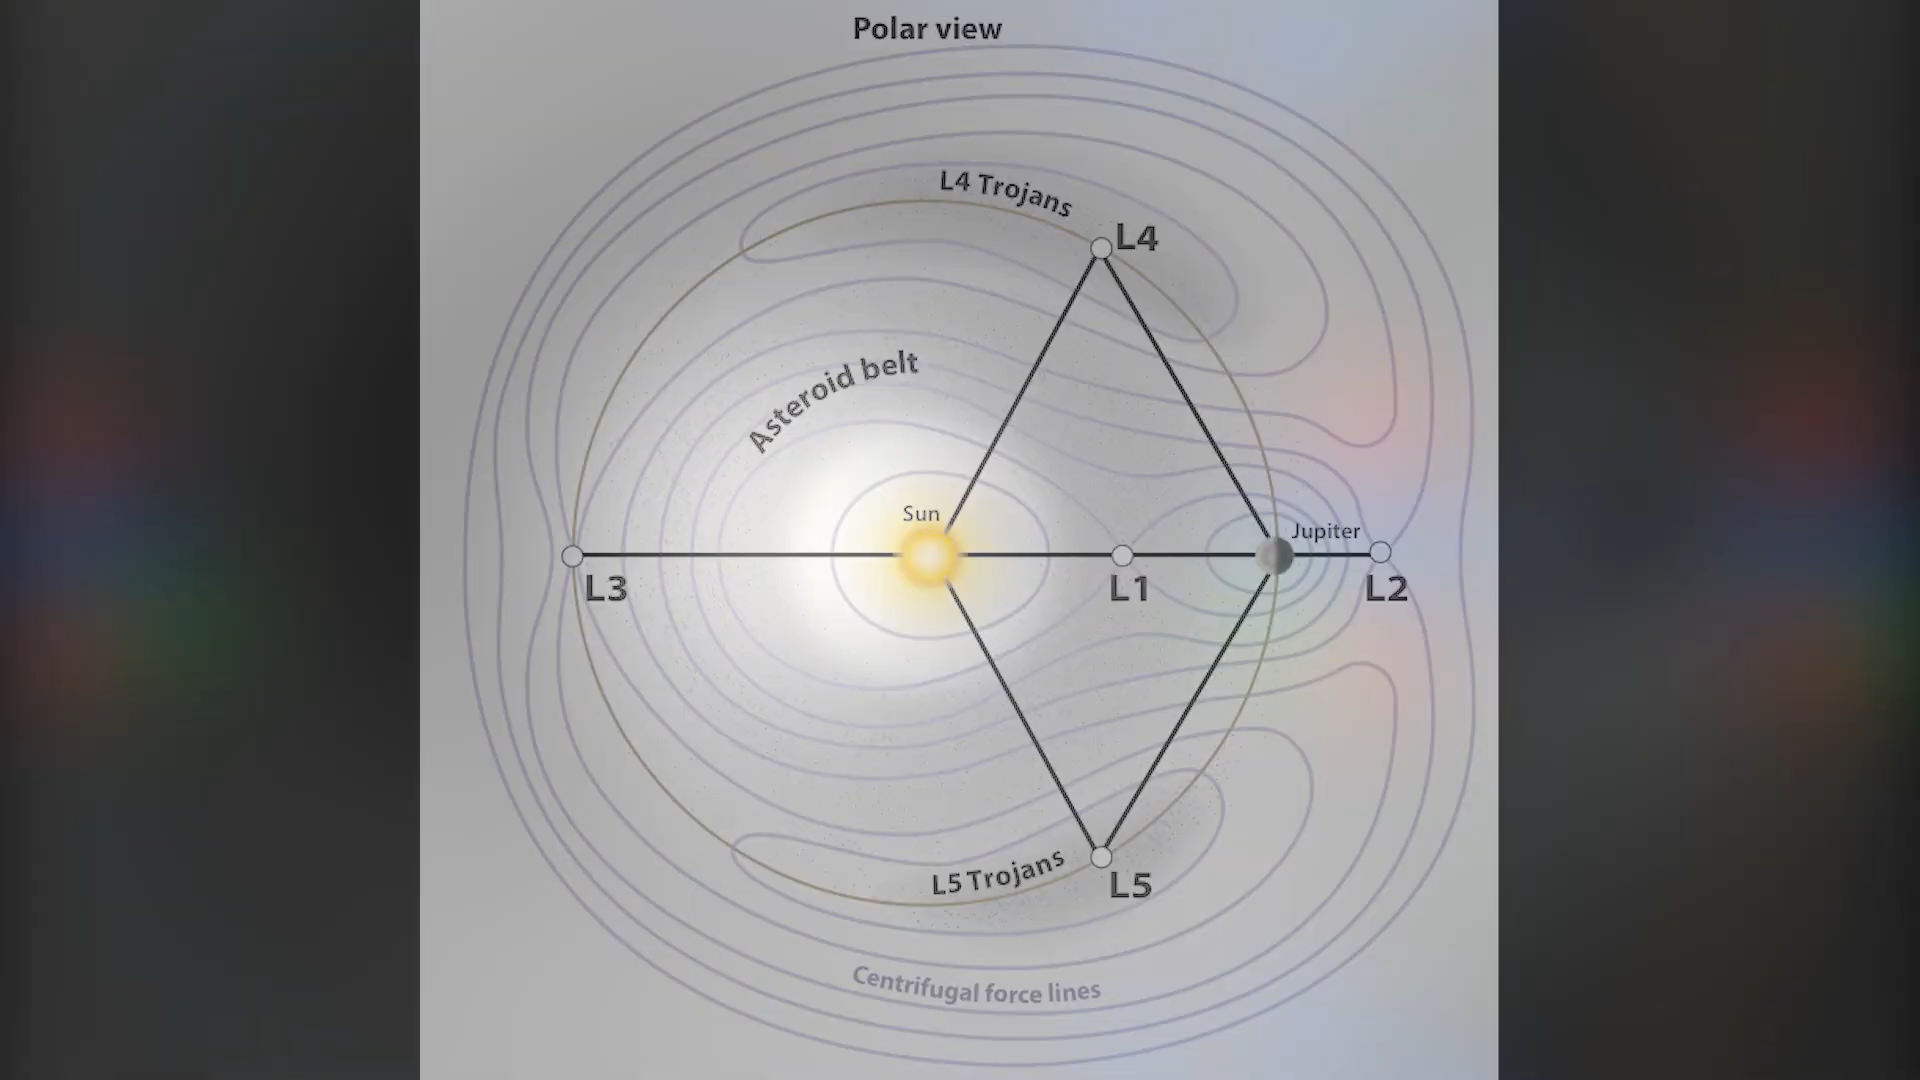 Polar view
L4 Trojans
L4
Asteroid belt
Sun
Jupiter
L3
L1
L2
L5 Trojans
L5
Centrifugal force lines